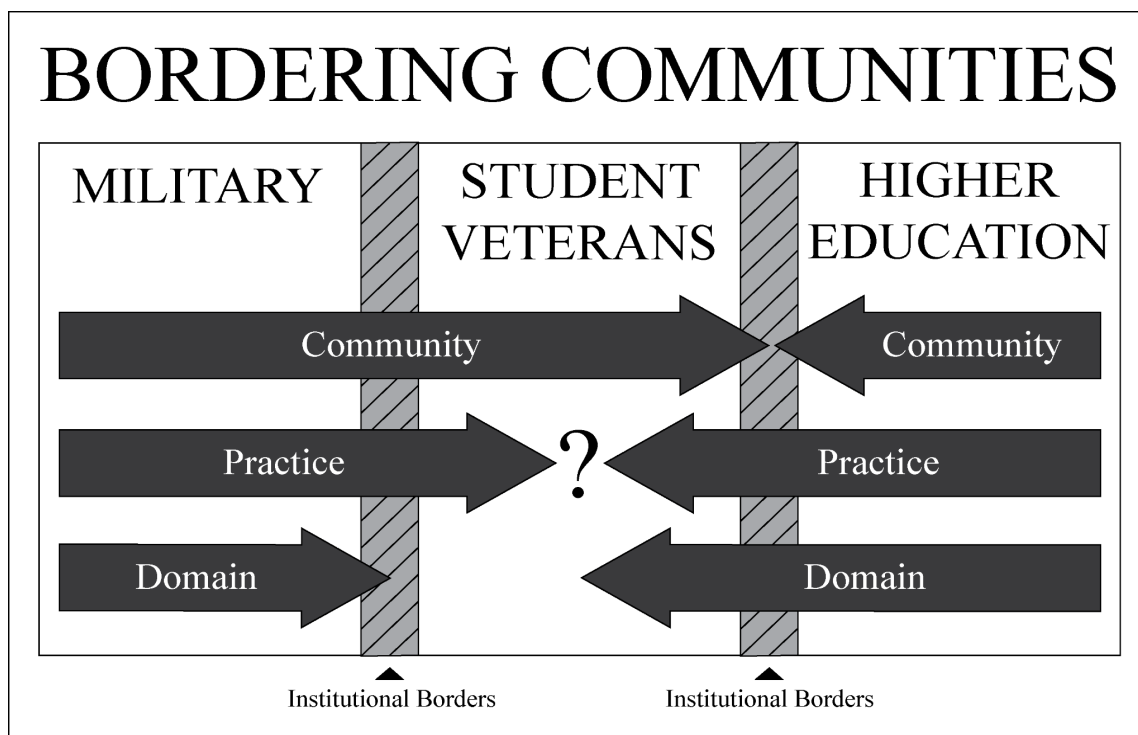 BORDERING COMMUNITIES
MILITARY
STUDENT
VETERANS
HIGHER
EDUCATION
Community
Community
Practice
?
Practice
Domain
Domain
Institutional Borders
Institutional Borders